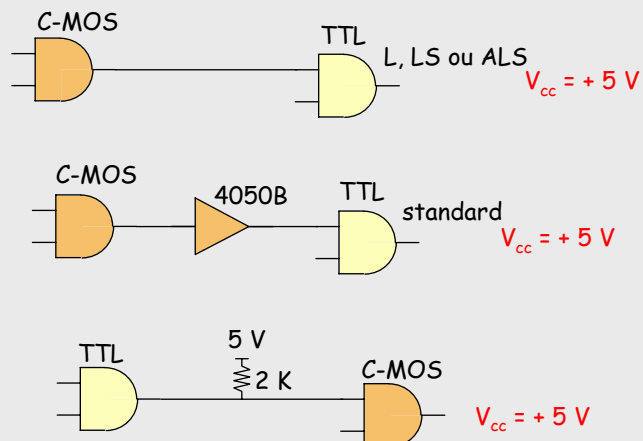 C-MOS
TTL
L, LS ou ALS
Vcc = + 5 V
C-MOS
4050B
TTL
standard
Vcc = + 5 V
TTL
5 V
2 K
C-MOS
Vcc = + 5 V